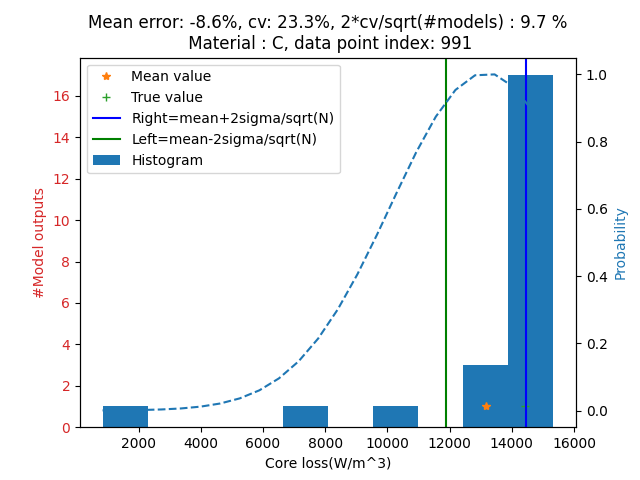 Mean error: -8.6%, cv: 23.3%, 2*cv/sqrt(#models) : 9.7 %
Material : C, data point index: 991
Mean value
True value
Right=mean+2sigma/sqrt(N)
Left=mean-2sigma/sqrt(N)
Histogram
#Model outputs
16
14
12
10
8
6
4
2
0
1.0
0.8
0.6
0.4
0.2
0.0
Probability
2000 4000 6000 8000 10000 12000 14000 16000
Core loss(W/m^3)